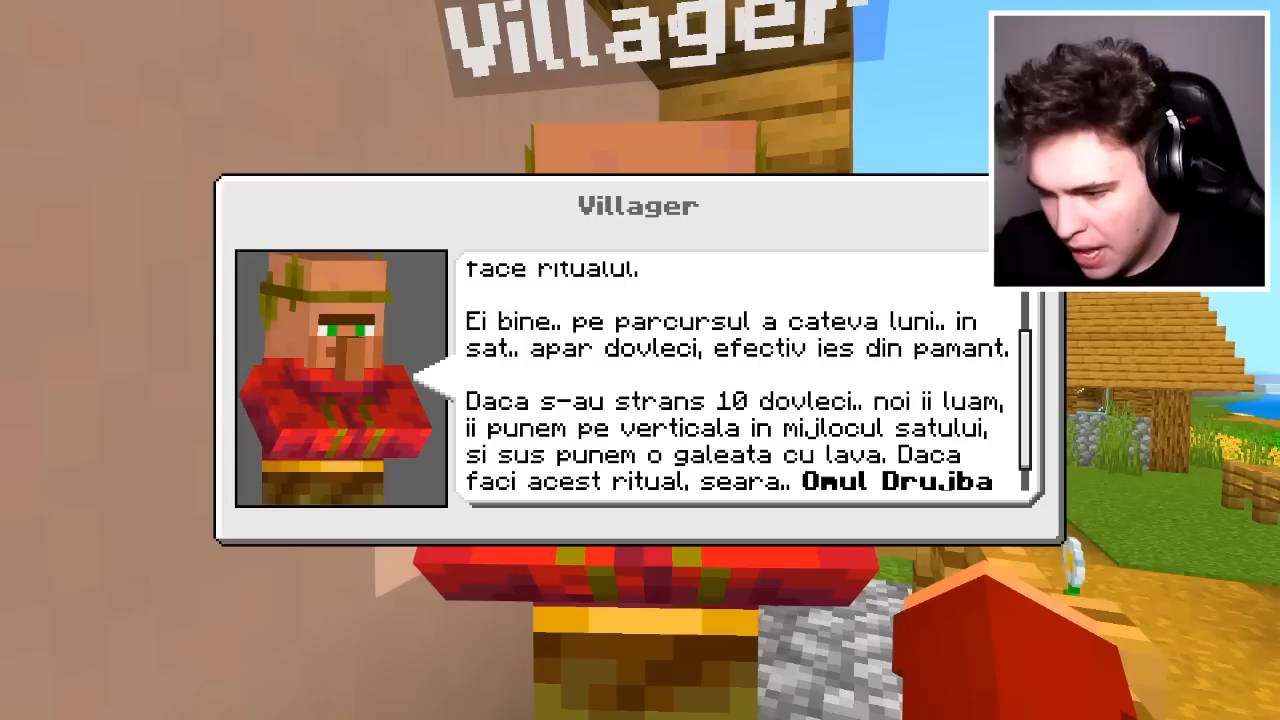 Villager
Villager
face ritualul.
Ei bine.. pe parcursul a cateva luni.. in
sat.. apar dovleci, efectiv ies din pamant.
Daca s-au strans 10 dovleci.. noi ii luam,
ii punem pe verticala in mijlocul satului,
si sus punem o galeata cu lava. Daca
faci acest ritual, seara.. Omul Drujba